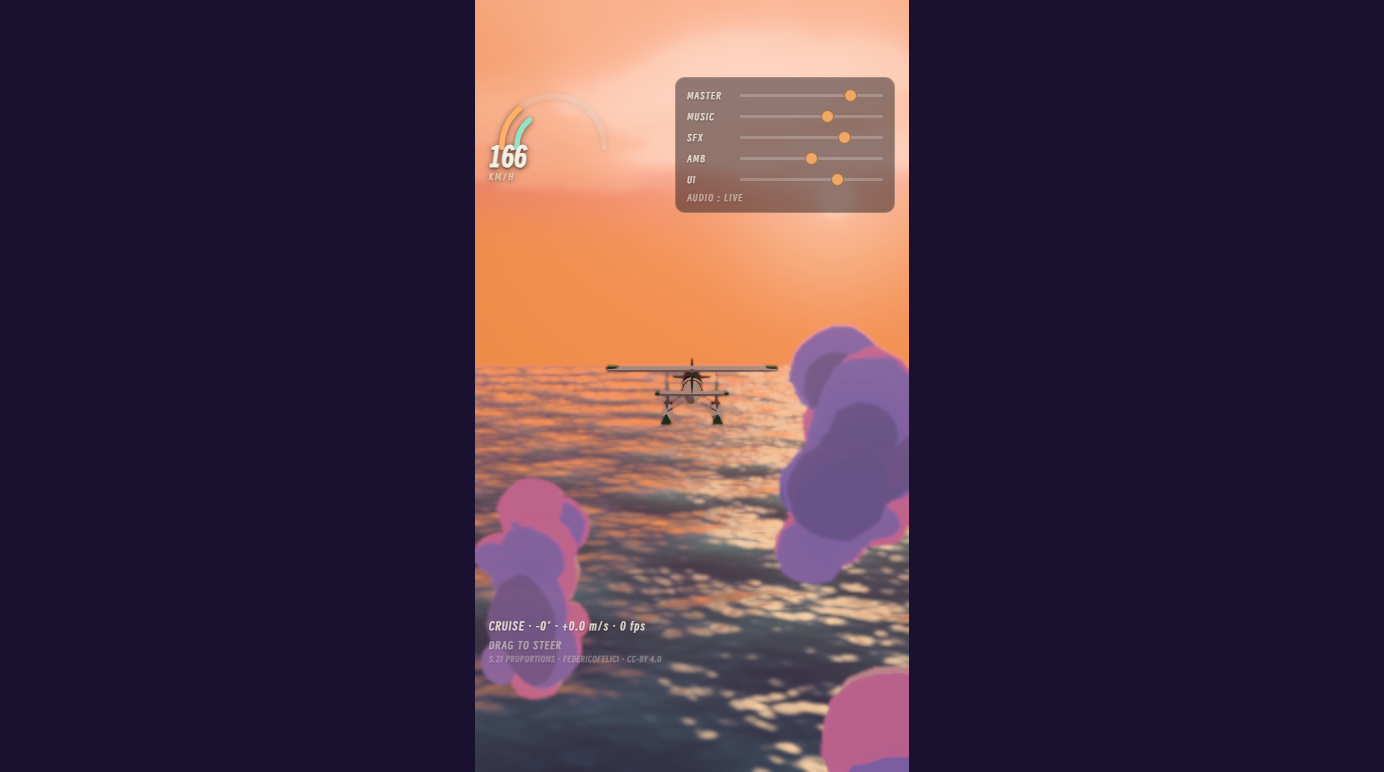 MASTER
MUSIC
SFX
AMB
UI
AUDIO : LIVE
166
KM/H
CRUISE · -0° · +0.0 m/s · 0 fps
DRAG TO STEER
S.21 PROPORTIONS · FEDERICOFELICI · CC-BY 4.0